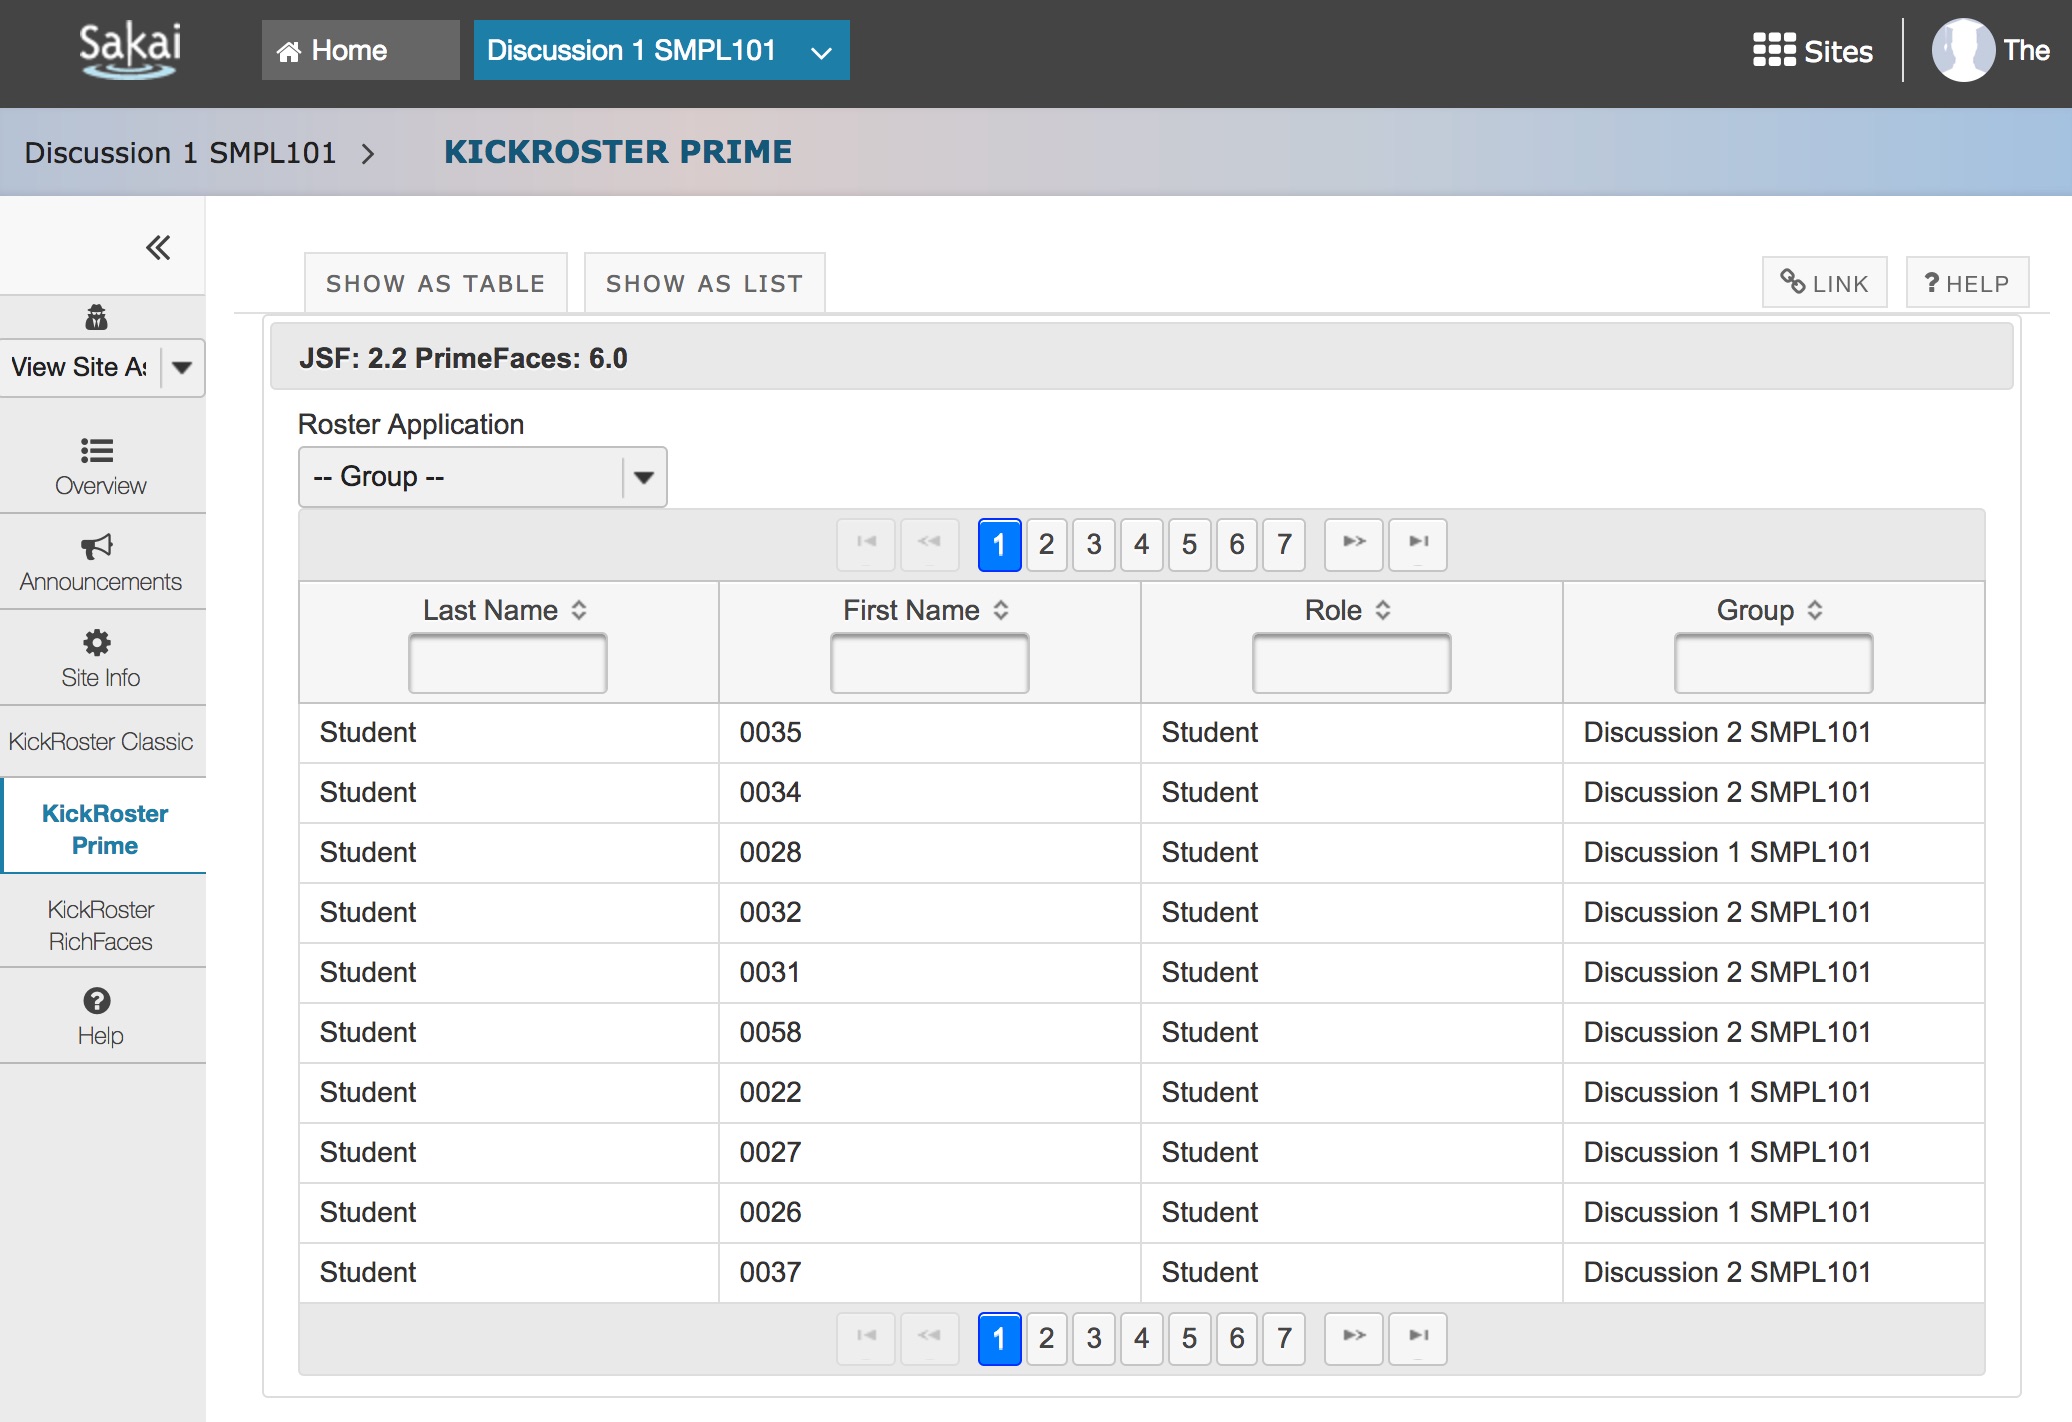 Sakai
Home
Discussion 1 SMPL101
Sites
The
Discussion 1 SMPL101
KICKROSTER PRIME
SHOW AS TABLE
SHOW AS LIST
LINK
? HELP
View Site As
JSF: 2.2 PrimeFaces: 6.0
Roster Application
-- Group --
Overview
Announcements
Site Info
KickRoster Classic
KickRoster
Prime
KickRoster
RichFaces
Help
1 2 3 4 5 6 7
Last Name First Name Role Group
Student 0035 Student Discussion 2 SMPL101
Student 0034 Student Discussion 2 SMPL101
Student 0028 Student Discussion 1 SMPL101
Student 0032 Student Discussion 2 SMPL101
Student 0031 Student Discussion 2 SMPL101
Student 0058 Student Discussion 2 SMPL101
Student 0022 Student Discussion 1 SMPL101
Student 0027 Student Discussion 1 SMPL101
Student 0026 Student Discussion 1 SMPL101
Student 0037 Student Discussion 2 SMPL101
1 2 3 4 5 6 7